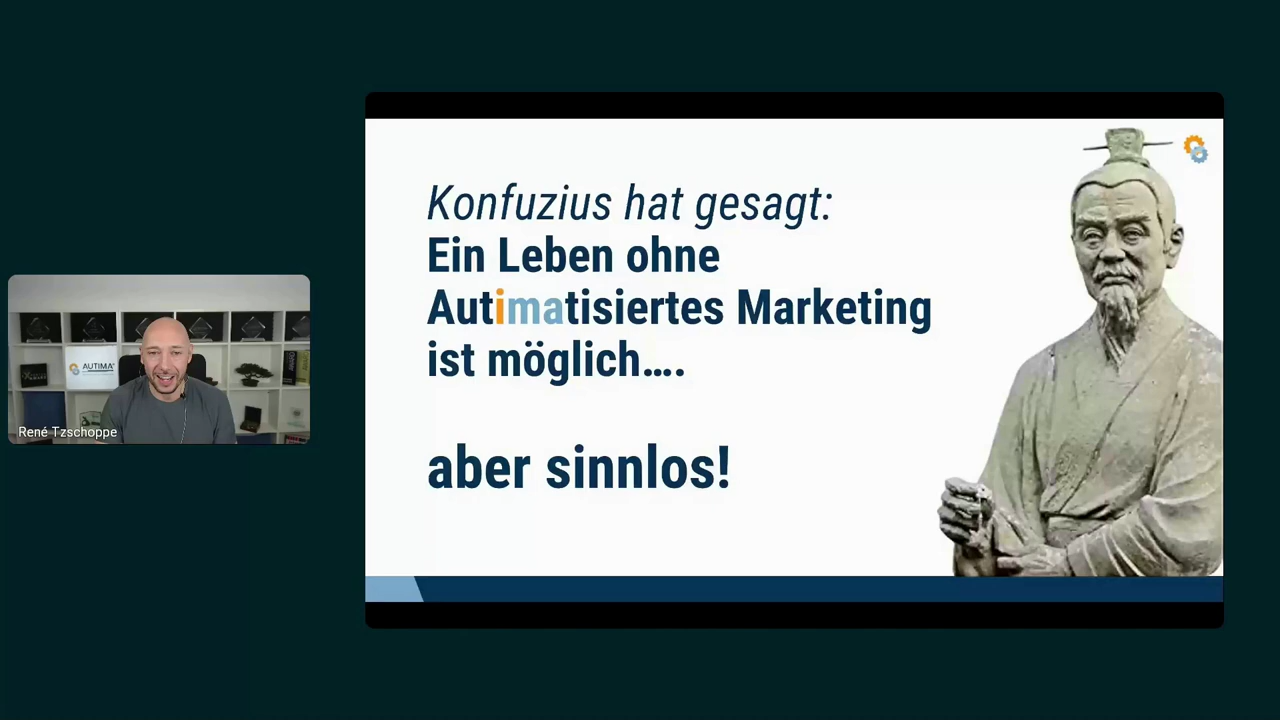 Konfuzius hat gesagt:
Ein Leben ohne
Autimatisiertes Marketing
ist möglich....
aber sinnlos!
AUTIMA
René Tzschoppe